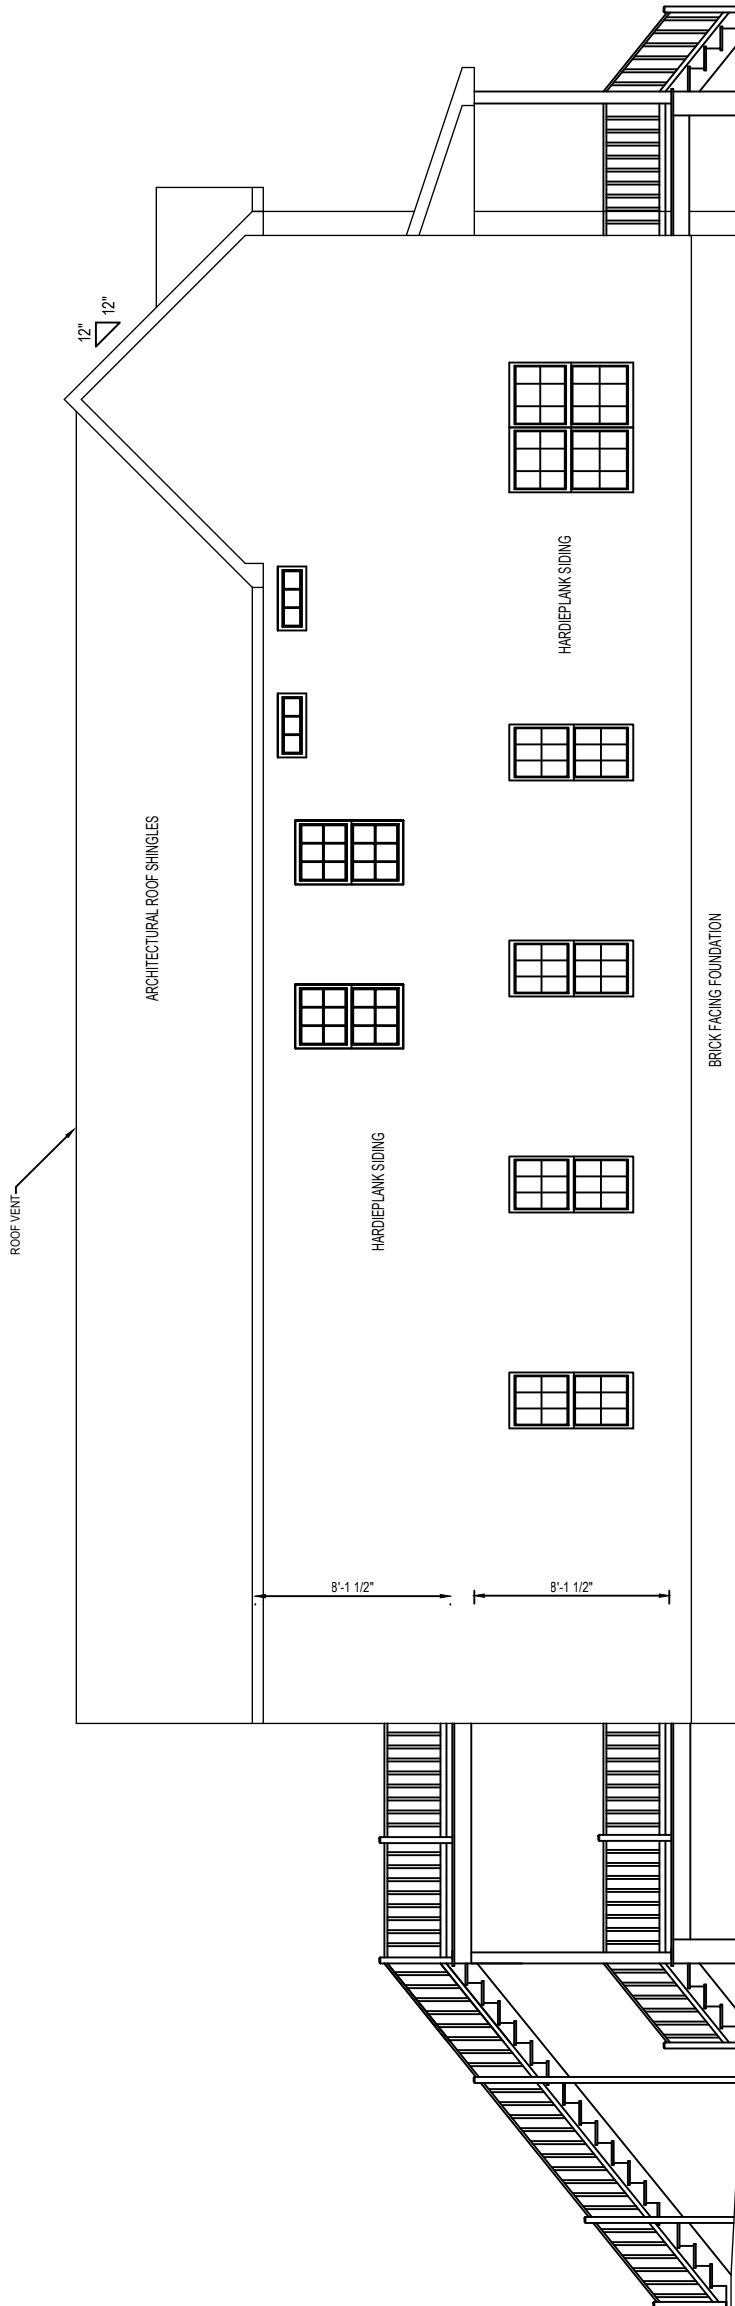 ROOF VENT
ARCHITECTURAL ROOF SHINGLES
12"
12"
HARDIEPLANK SIDING
8'-1 1/2"
HARDIEPLANK SIDING
8'-1 1/2"
BRICK FACING FOUNDATION